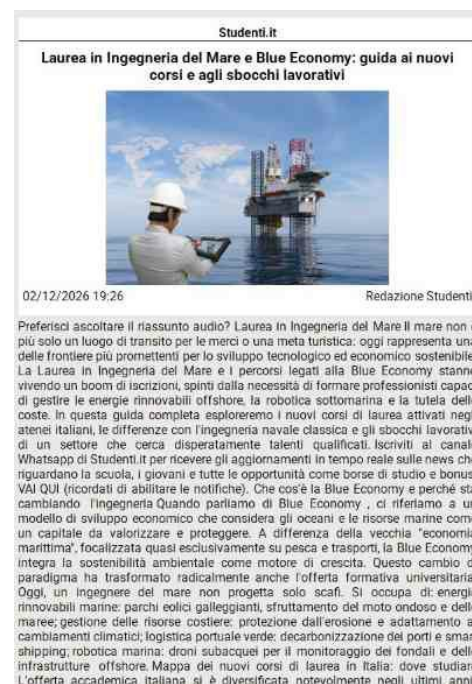 Studenti.it
Laurea in Ingegneria del Mare e Blue Economy: guida ai nuovi
corsi e agli sbocchi lavorativi
02/12/2026 19:26
Redazione Studenti
Preferisci ascoltare il riassunto audio? Laurea in Ingegneria del Mare Il mare non
più solo un luogo di transito per le merci o una meta turistica: oggi rappresenta una
delle frontiere più promettenti per lo sviluppo tecnologico ed economico sostenibile
La Laurea in Ingegneria del Mare e i percorsi legati alla Blue Economy stanno
vivendo un boom di iscrizioni, spinti dalla necessità di formare professionisti capac
di gestire le energie rinnovabili offshore, la robotica sottomarina e la tutela delle
coste. In questa guida completa esploreremo i nuovi corsi di laurea attivati negl
atenei italiani, le differenze con l'ingegneria navale classica e gli sbocchi lavorativ
di un settore che cerca disperatamente talenti qualificati. Iscriviti al canale
Whatsapp di Studenti.it per ricevere gli aggiornamenti in tempo reale sulle news che
riguardano la scuola, i giovani e tutte le opportunità come borse di studio e bonus
VAI QUI (ricordati di abilitare le notifiche). Che cos'è la Blue Economy e perché sta
cambiando l'ingegneria Quando parliamo di Blue Economy , ci riferiamo a un
modello di sviluppo economico che considera gli oceani e le risorse marine come
un capitale da valorizzare e proteggere. A differenza della vecchia "economia
marittima", focalizzata quasi esclusivamente su pesca e trasporti, la Blue Economy
integra la sostenibilità ambientale come motore di crescita. Questo cambio d
paradigma ha trasformato radicalmente anche l'offerta formativa universitaria
Oggi, un ingegnere del mare non progetta solo scafi. Si occupa di: energie
rinnovabili marine: parchi eolici galleggianti, sfruttamento del moto ondoso e delle
maree; gestione delle risorse costiere: protezione dall'erosione e adattamento a
cambiamenti climatici; logistica portuale verde: decarbonizzazione dei porti e smart
shipping; robotica marina: droni subacquei per il monitoraggio dei fondali e delle
infrastrutture offshore. Mappa dei nuovi corsi di laurea in Italia: dove studiare
L'offerta accademica italiana si è diversificata notevolmente negli ultimi anni